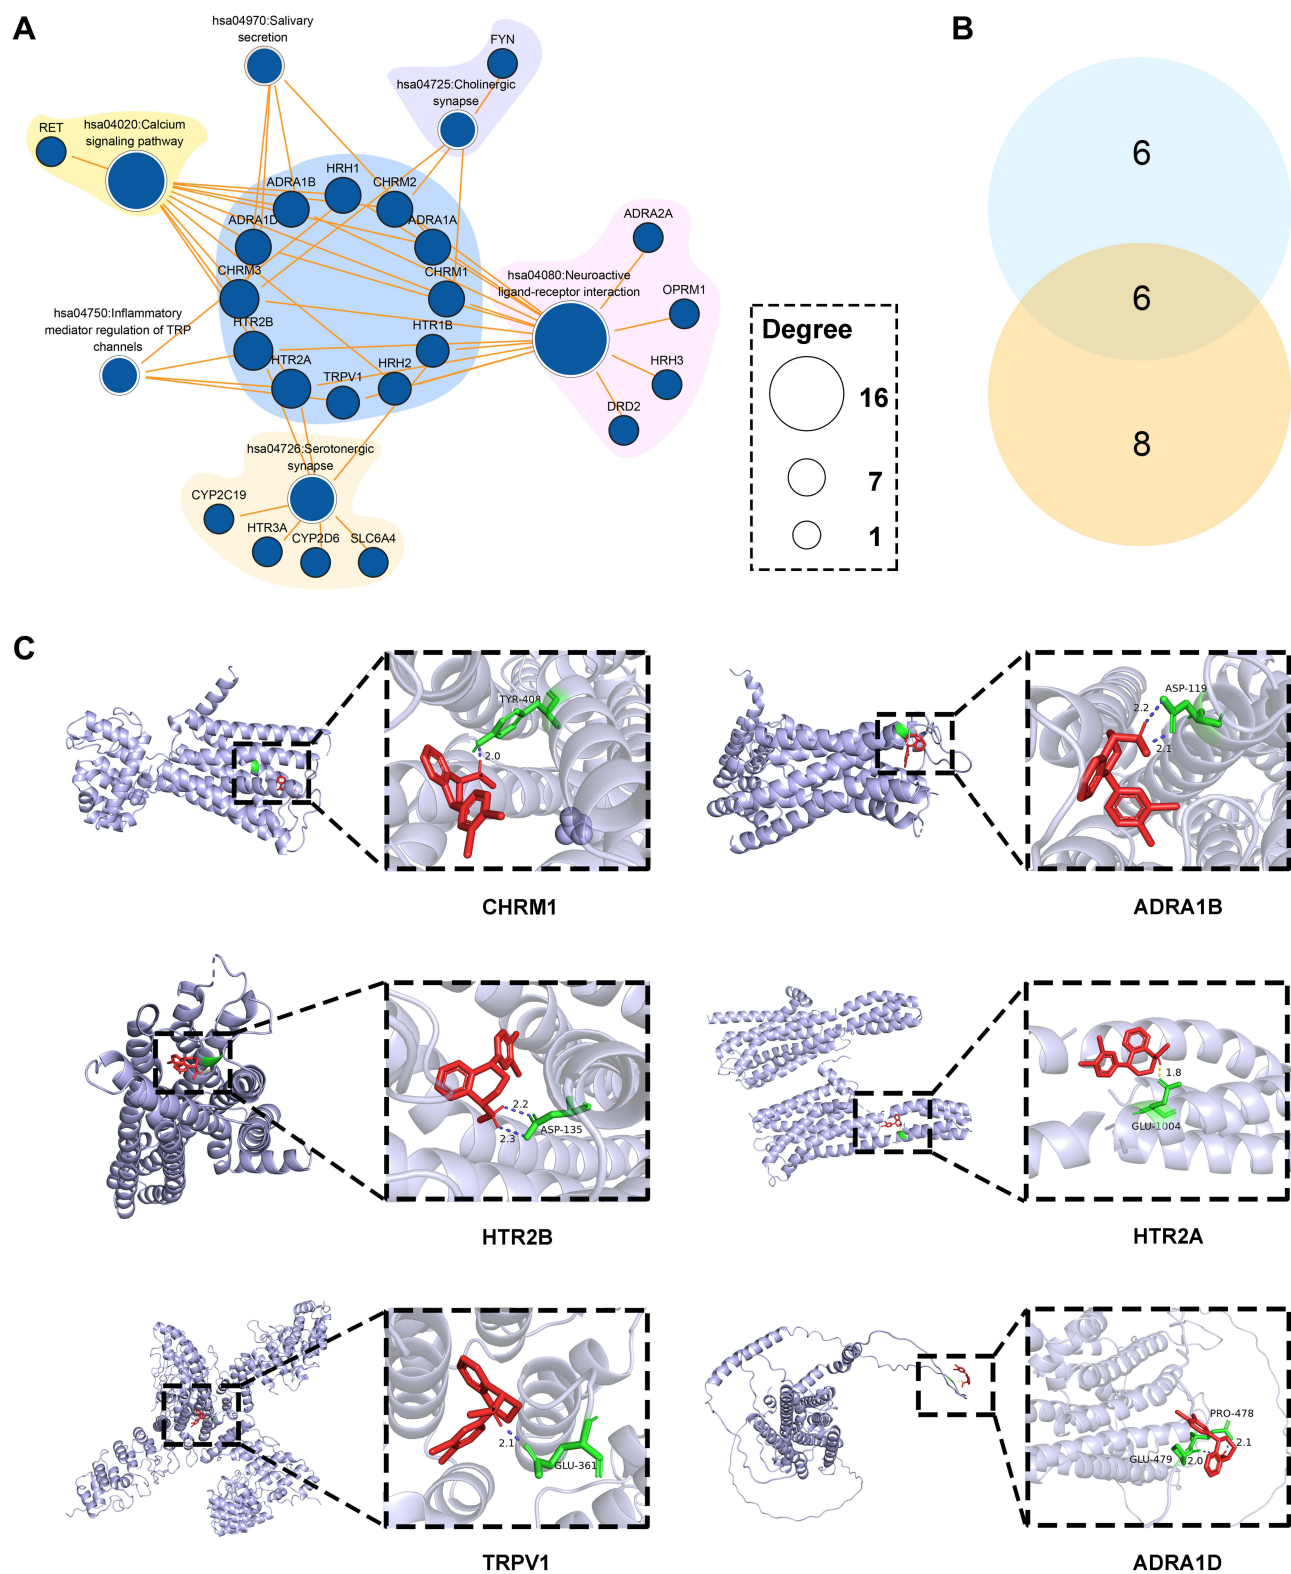 A
B
hsa04970:Salivary
secretion
FYN
hsa04725:Cholinergic
synapse
RET
hsa04020:Calcium
signaling pathway
HRH1
ADRA1B
CHRM2
ADRA1D
ADRA1A
CHRM3
CHRM1
HTR2B
HTR1B
HTR2A
TRPV1
HRH2
ADRA2A
hsa04080:Neuroactive
ligand-receptor interaction
OPRM1
HRH3
DRD2
hsa04750:Inflammatory
mediator regulation of TRP
channels
hsa04726:Serotonergic
synapse
CYP2C19
HTR3A
CYP2D6
SLC6A4
Degree
16
7
1
6
6
8
C
TYR-408
2.0
CHRM1
ASP-119
2.2
2.1
ADRA1B
2.2
ASP-135
2.3
HTR2B
1.8
GLU-1004
HTR2A
2.1
GLU-361
TRPV1
PRO-478
2.1
GLU-479
2.0
ADRA1D